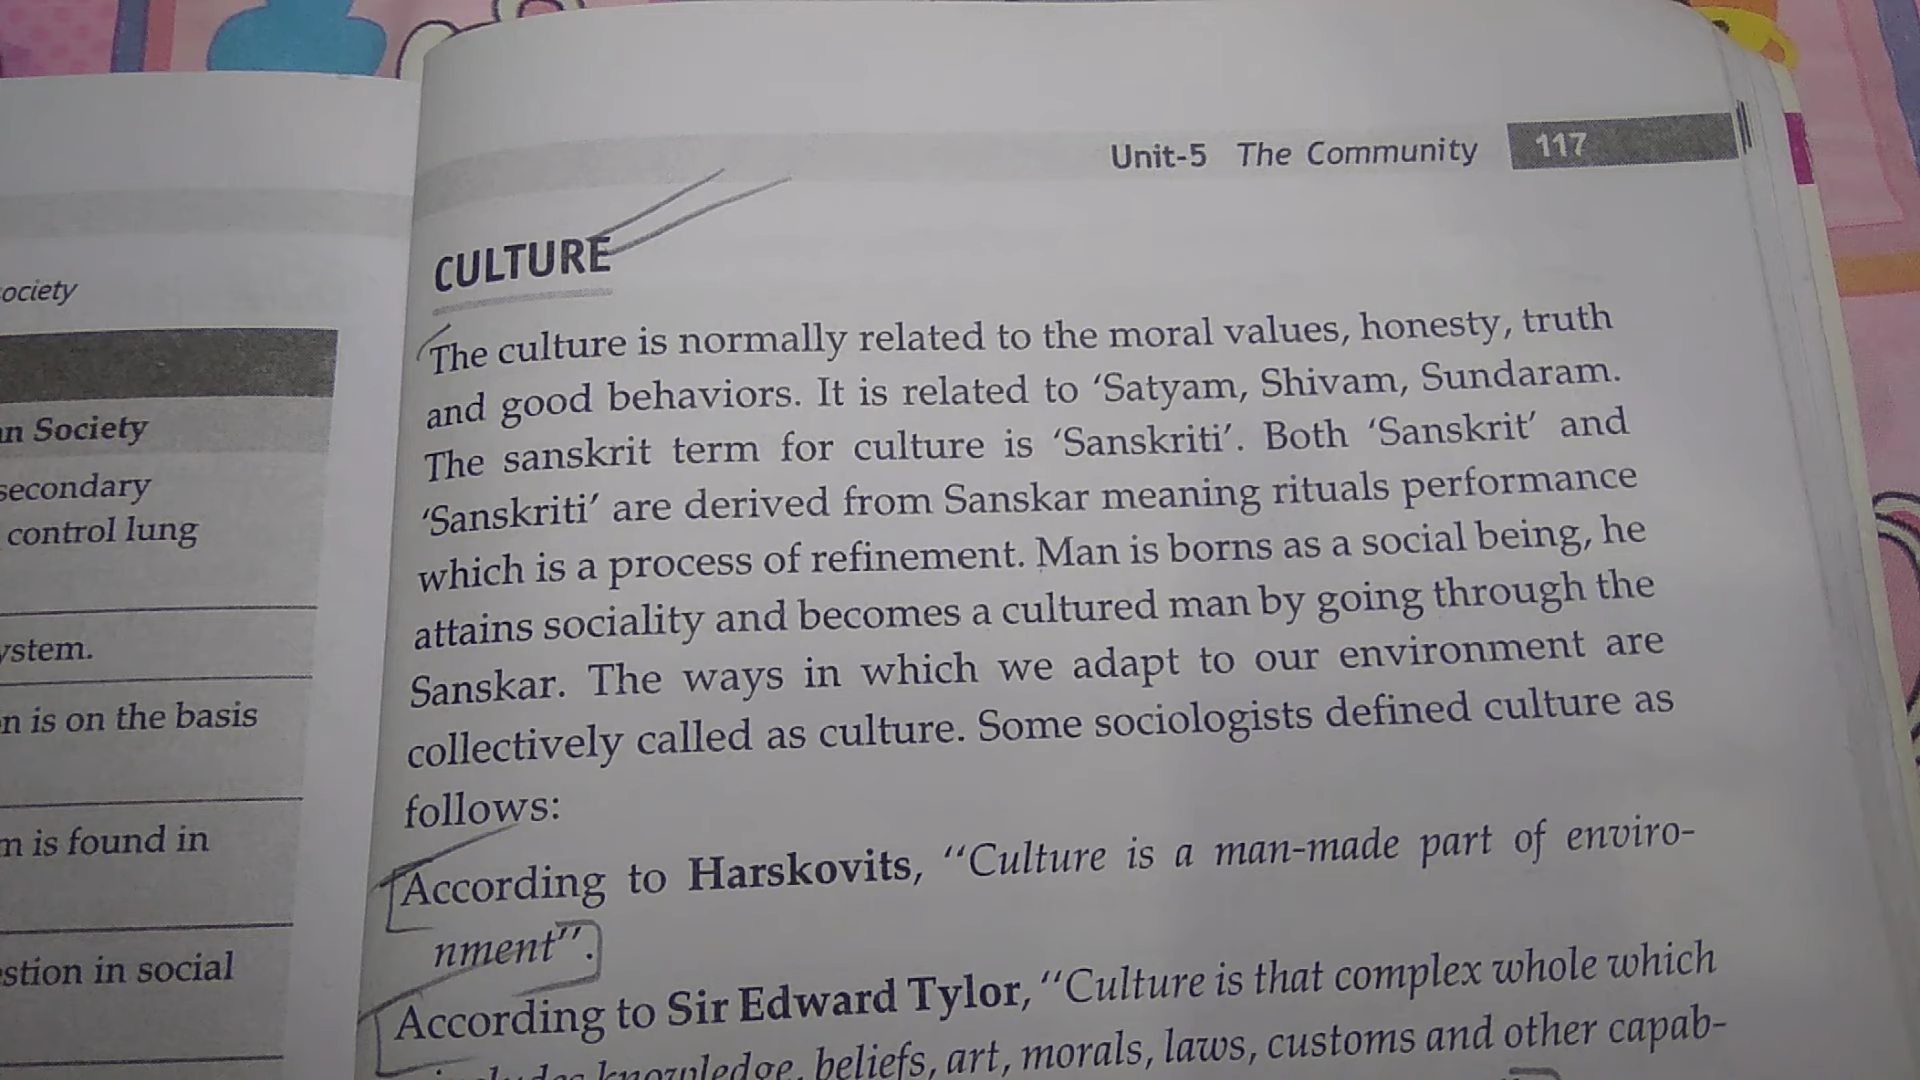 ociety
n Society
secondary
control lung
ystem.
n is on the basis
m is found in
stion in social
Unit-5 The Community 117
CULTURE
The culture is normally related to the moral values, honesty, truth
and good behaviors. It is related to ‘Satyam, Shivam, Sundaram.
The sanskrit term for culture is ‘Sanskriti’. Both ‘Sanskrit’ and
‘Sanskriti’ are derived from Sanskar meaning rituals performance
which is a process of refinement. Man is borns as a social being, he
attains sociality and becomes a cultured man by going through the
Sanskar. The ways in which we adapt to our environment are
collectively called as culture. Some sociologists defined culture as
follows:
According to Harskovits, “Culture is a man-made part of enviro-
nment”.
According to Sir Edward Tylor, “Culture is that complex whole which
knowledge, beliefs, art, morals, laws, customs and other capab-